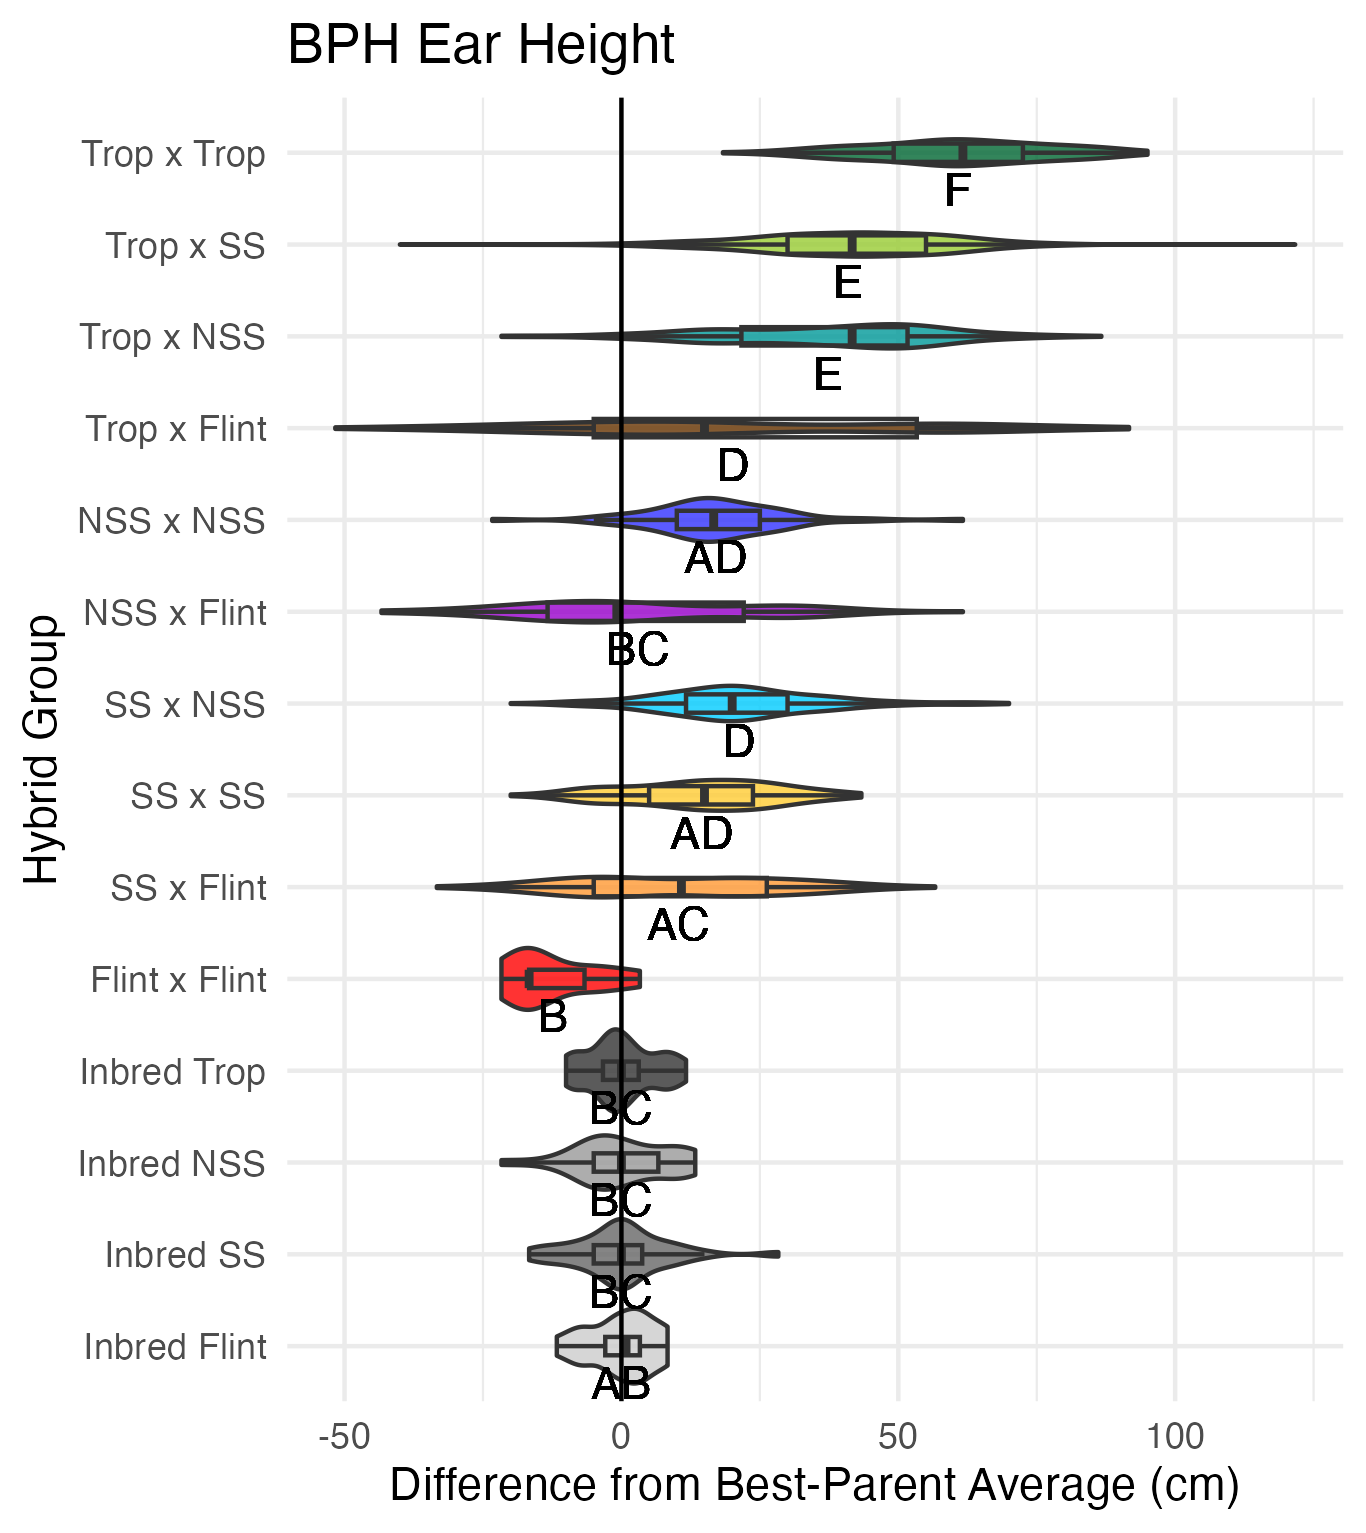 BPH Ear Height
Hybrid Group
Trop x Trop
F
Trop x SS
E
Trop x NSS
E
Trop x Flint
D
NSS x NSS
AD
NSS x Flint
BC
SS x NSS
D
SS x SS
AD
SS x Flint
AC
Flint x Flint
B
Inbred Trop
BC
Inbred NSS
BC
Inbred SS
BC
Inbred Flint
AB
-50 0 50 100
Difference from Best-Parent Average (cm)